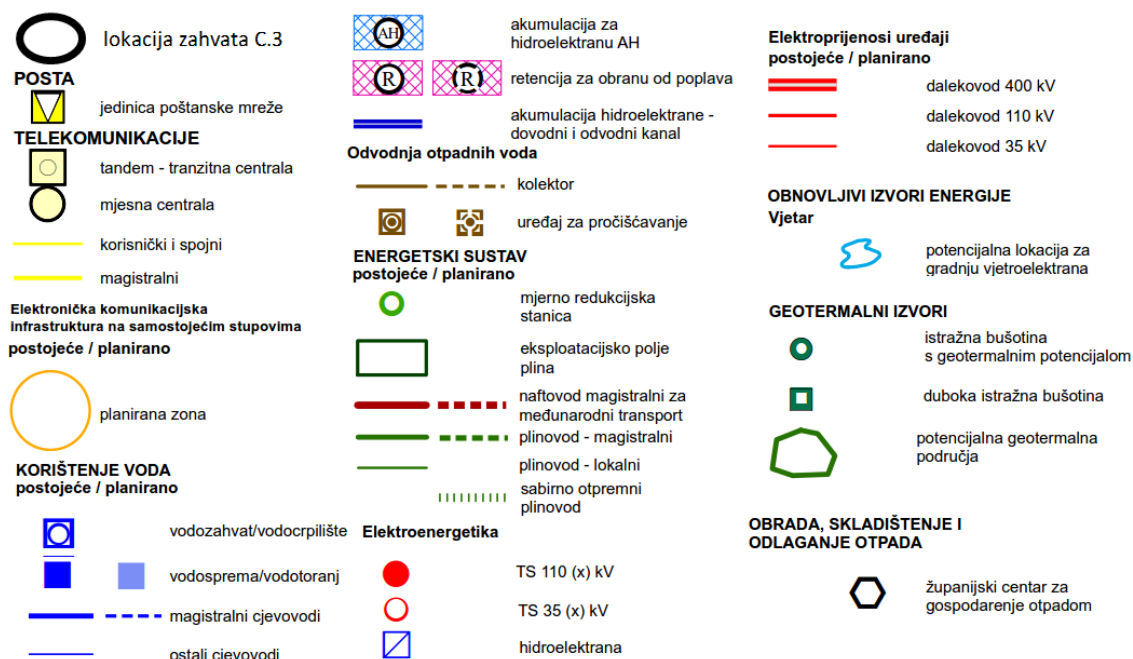 lokacija zahvata C.3
POSTA
jedinica poštanske mreže
TELEKOMUNIKACIJE
tandem - tranzitna centrala
mjesna centrala
korisnički i spojni
magistralni
Elektronička komunikacijska
infrastruktura na samostojećim stupovima
postojeće / planirano
planirana zona
KORIŠTENJE VODA
postojeće / planirano
vodozahvat/vodocrpilište
vodosprema/vodotoranj
magistralni cjevovodi
ostali cjevovodi
AH
akumulacija za
hidroelektranu AH
R
R
retencija za obranu od poplava
akumulacija hidroelektrane -
dovodni i odvodni kanal
Odvodnja otpadnih voda
kolektor
uređaj za pročišćavanje
ENERGETSKI SUSTAV
postojeće / planirano
mjerno redukcijska
stanica
eksploatacijsko polje
plina
naftovod magistralni za
međunarodni transport
plinovod - magistralni
plinovod - lokalni
sabirno otpremni
plinovod
Elektroenergetika
TS 110 (x) kV
TS 35 (x) kV
hidroelektrana
Elektroprijenosi uređaji
postojeće / planirano
dalekovod 400 kV
dalekovod 110 kV
dalekovod 35 kV
OBNOVLJIVI IZVORI ENERGIJE
Vjetar
potencijalna lokacija za
gradnju vjetroelektrana
GEOTERMALNI IZVORI
istražna bušotina
s geotermalnim potencijalom
duboka istražna bušotina
potencijalna geotermalna
područja
OBRADA, SKLADIŠTENJE I
ODLAGANJE OTPADA
županijski centar za
gospodarenje otpadom